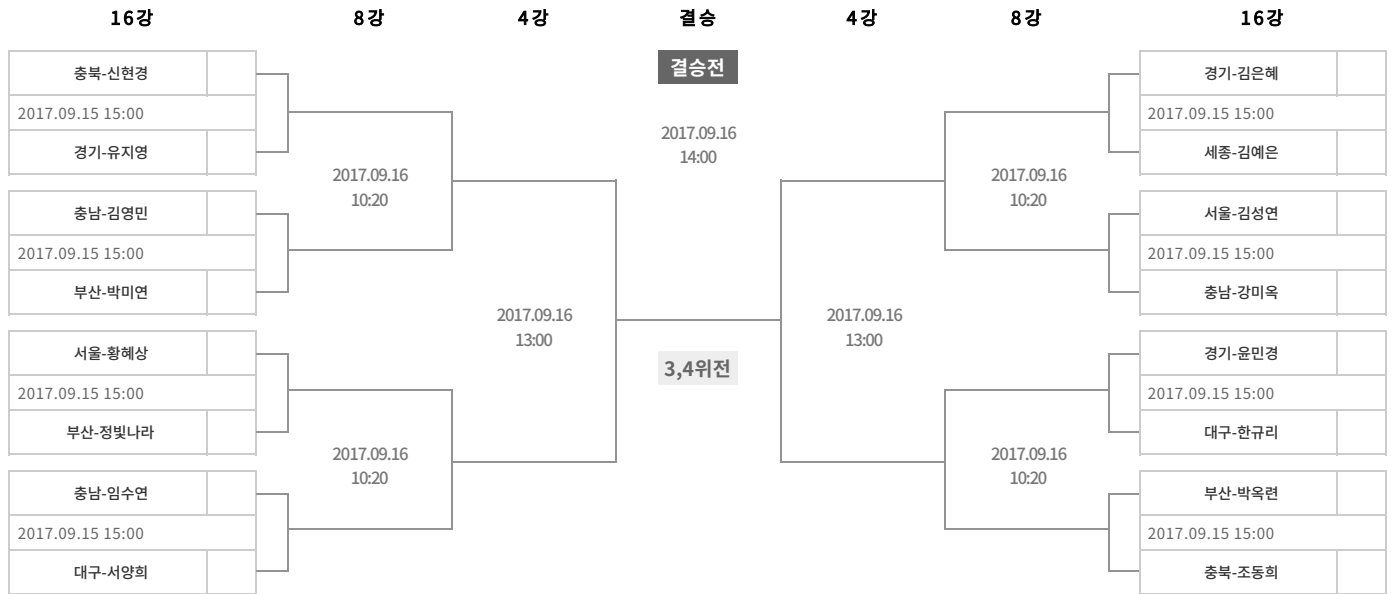 16강 8강 4강 결승 4강 8강 16강
충북-신현경
2017.09.15 15:00
경기-유지영
충남-김영민
2017.09.15 15:00
부산-박미연
서울-황혜상
2017.09.15 15:00
부산-정빛나라
충남-임수연
2017.09.15 15:00
대구-서양희
2017.09.16
10:20
2017.09.16
10:20
2017.09.16
13:00
결승전
2017.09.16
14:00
3,4위전
2017.09.16
13:00
2017.09.16
10:20
2017.09.16
10:20
경기-김은혜
2017.09.15 15:00
세종-김예은
서울-김성연
2017.09.15 15:00
충남-강미옥
경기-윤민경
2017.09.15 15:00
대구-한규리
부산-박옥련
2017.09.15 15:00
충북-조동희